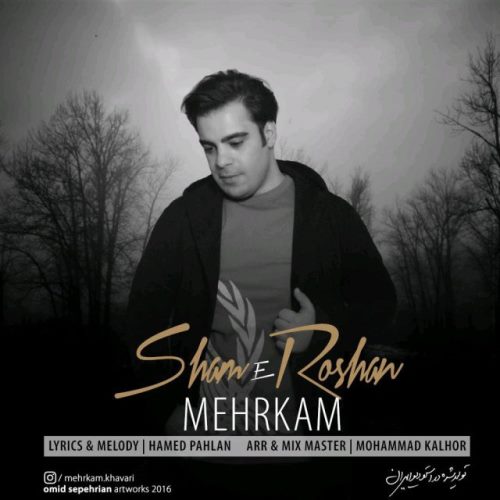 Sham E Roshan
MEHRKAM
LYRICS & MELODY | HAMED PAHLAN ARR & MIX MASTER | MOHAMMAD KALHOR
/ mehrkam.khavari
omid sepehrian artworks 2016